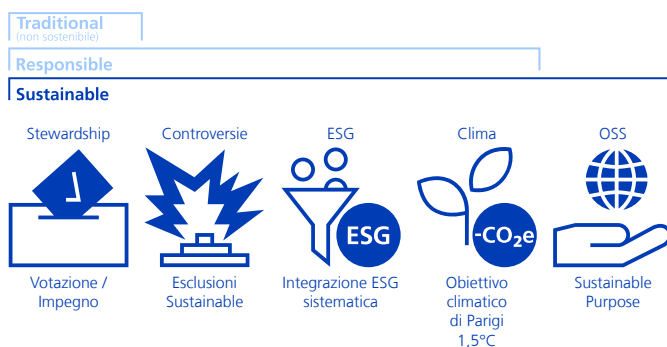 Traditional
(non sostenibile)
Responsible
Sustainable
Stewardship
Controversie
ESG
Clima
OSS
ESG
-CO₂e
Votazione /
Impegno
Esclusioni
Sustainable
Integrazione ESG
sistematica
Obiettivo
climatico
di Parigi
1,5°C
Sustainable
Purpose